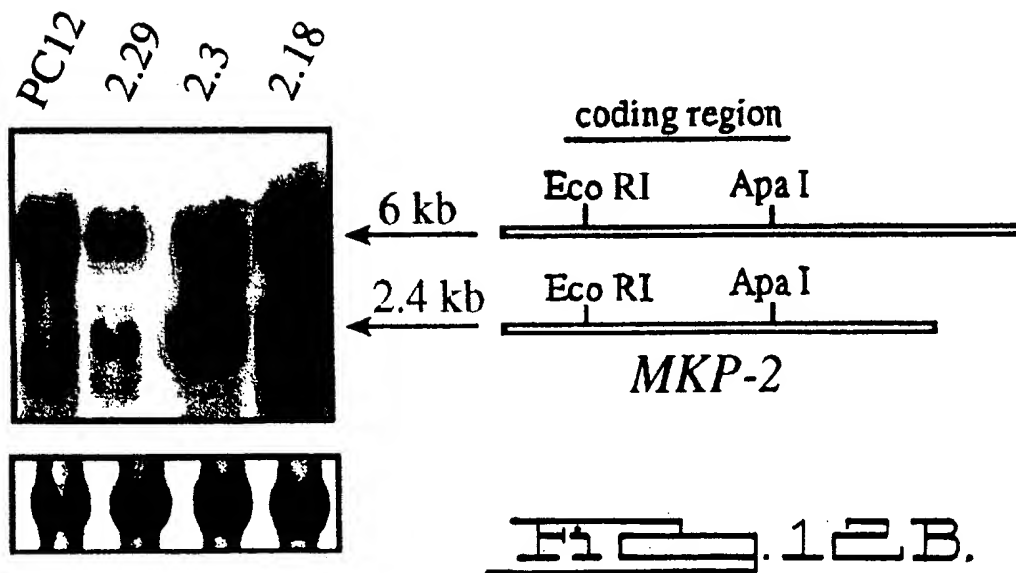 PC12 2.29 2.3 2.18
coding region
Eco RI Apa I
6 kb
Eco RI Apa I
2.4 kb
MKP-2
Fig. 12B.